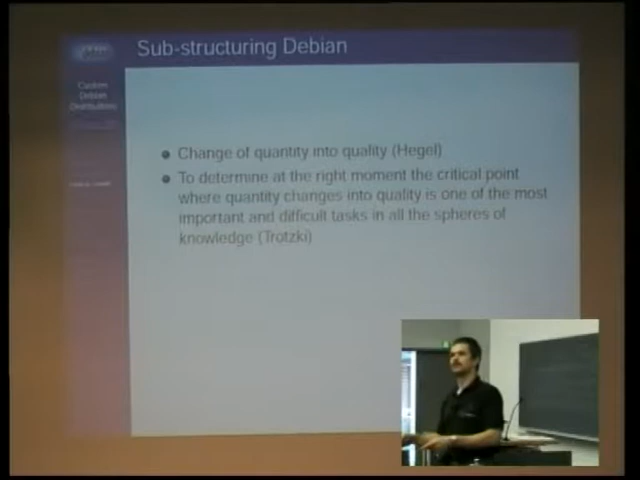 Sub-structuring Debian
Custom
Debian
Distributions
Change of quantity into quality (Hegel)
To determine at the right moment the critical point
where quantity changes into quality is one of the most
important and difficult tasks in all the spheres of
knowledge (Trotzki)